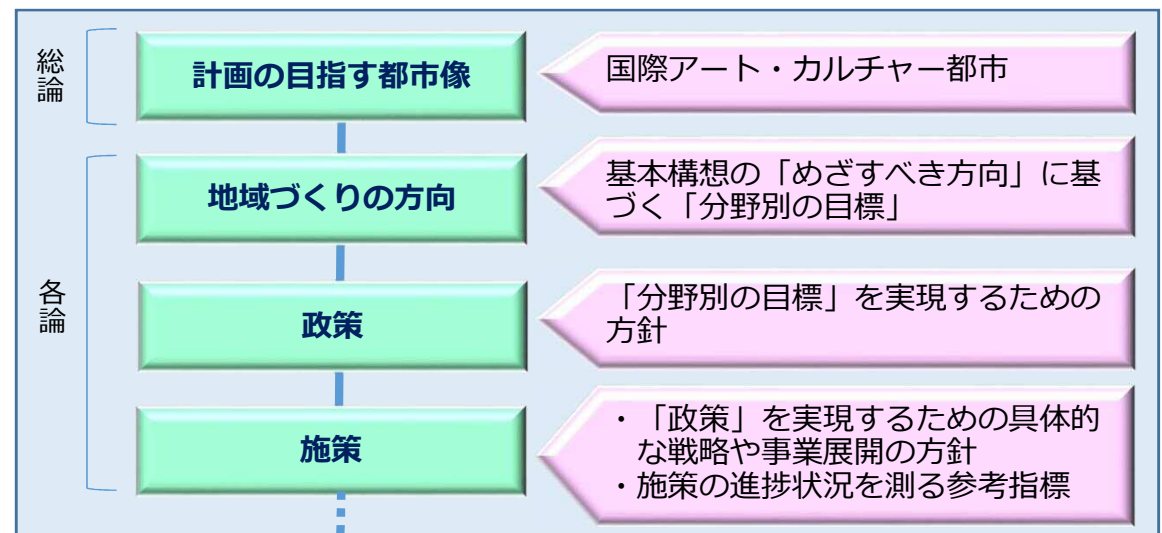 総論
計画の目指す都市像
国際アート・カルチャー都市
各論
地域づくりの方向
基本構想の「めざすべき方向」に基
づく「分野別の目標」
政策
「分野別の目標」を実現するための
方針
施策
・「政策」を実現するための具体的
な戦略や事業展開の方針
・施策の進捗状況を測る参考指標